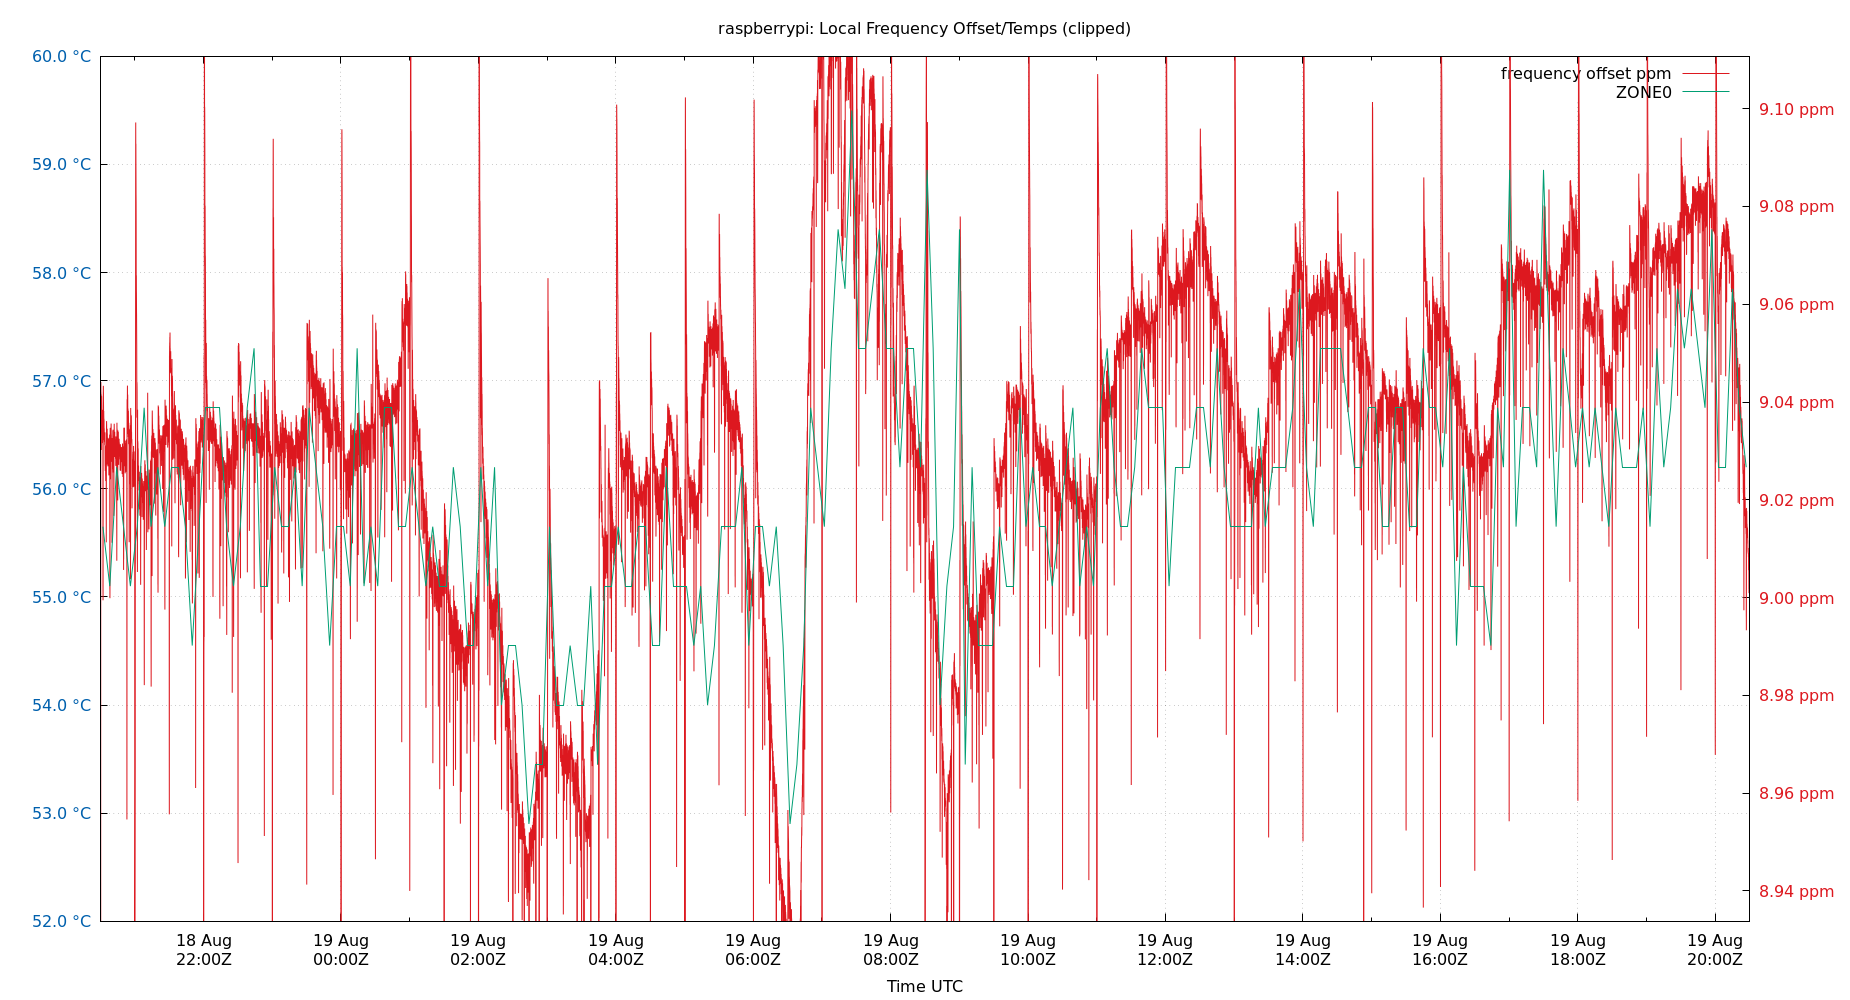 raspberrypi: Local Frequency Offset/Temps (clipped)
60.0 °C
59.0 °C
58.0 °C
57.0 °C
56.0 °C
55.0 °C
54.0 °C
53.0 °C
52.0 °C
frequency offset ppm
ZONE0
9.10 ppm
9.08 ppm
9.06 ppm
9.04 ppm
9.02 ppm
9.00 ppm
8.98 ppm
8.96 ppm
8.94 ppm
18 Aug 19 Aug 19 Aug 19 Aug 19 Aug 19 Aug 19 Aug 19 Aug 19 Aug 19 Aug 19 Aug 19 Aug
22:00Z 00:00Z 02:00Z 04:00Z 06:00Z 08:00Z 10:00Z 12:00Z 14:00Z 16:00Z 18:00Z 20:00Z
Time UTC